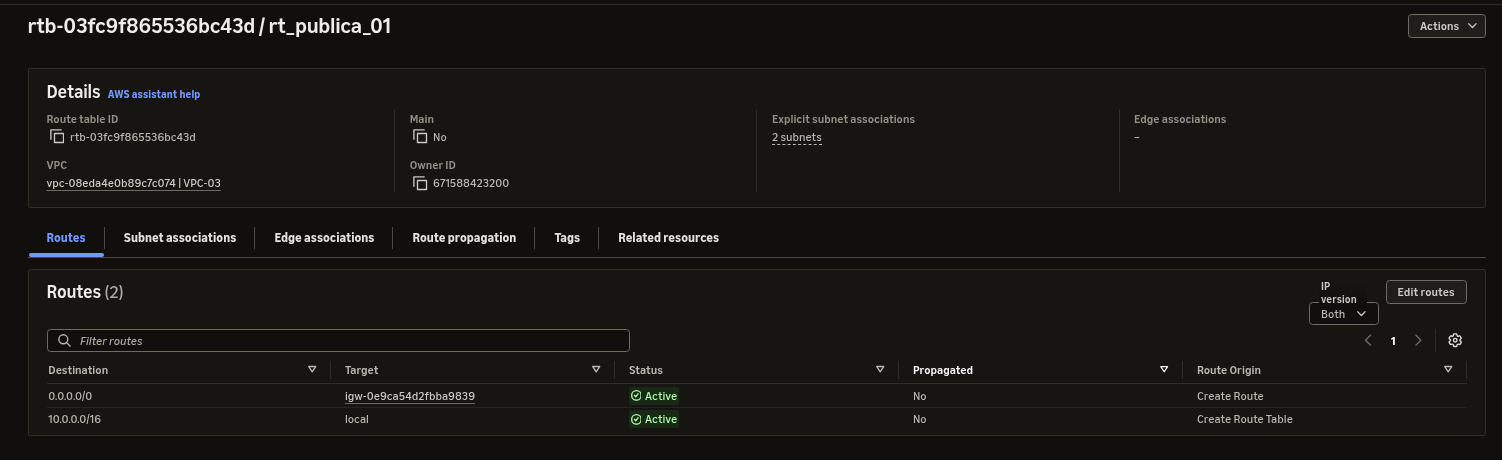 rtb-03fc9f865536bc43d / rt_publica_01
Actions
Details AWS assistant help
Route table ID
rtb-03fc9f865536bc43d
Main
No
Explicit subnet associations
2 subnets
Edge associations
–
VPC
vpc-08eda4e0b89c7c074 | VPC-03
Owner ID
671588423200
Routes
Subnet associations
Edge associations
Route propagation
Tags
Related resources
Routes (2)
IP
version
Both
Edit routes
Filter routes
1
Destination Target Status Propagated Route Origin
0.0.0.0/0 igw-0e9ca54d2fbba9839 Active No Create Route
10.0.0.0/16 local Active No Create Route Table